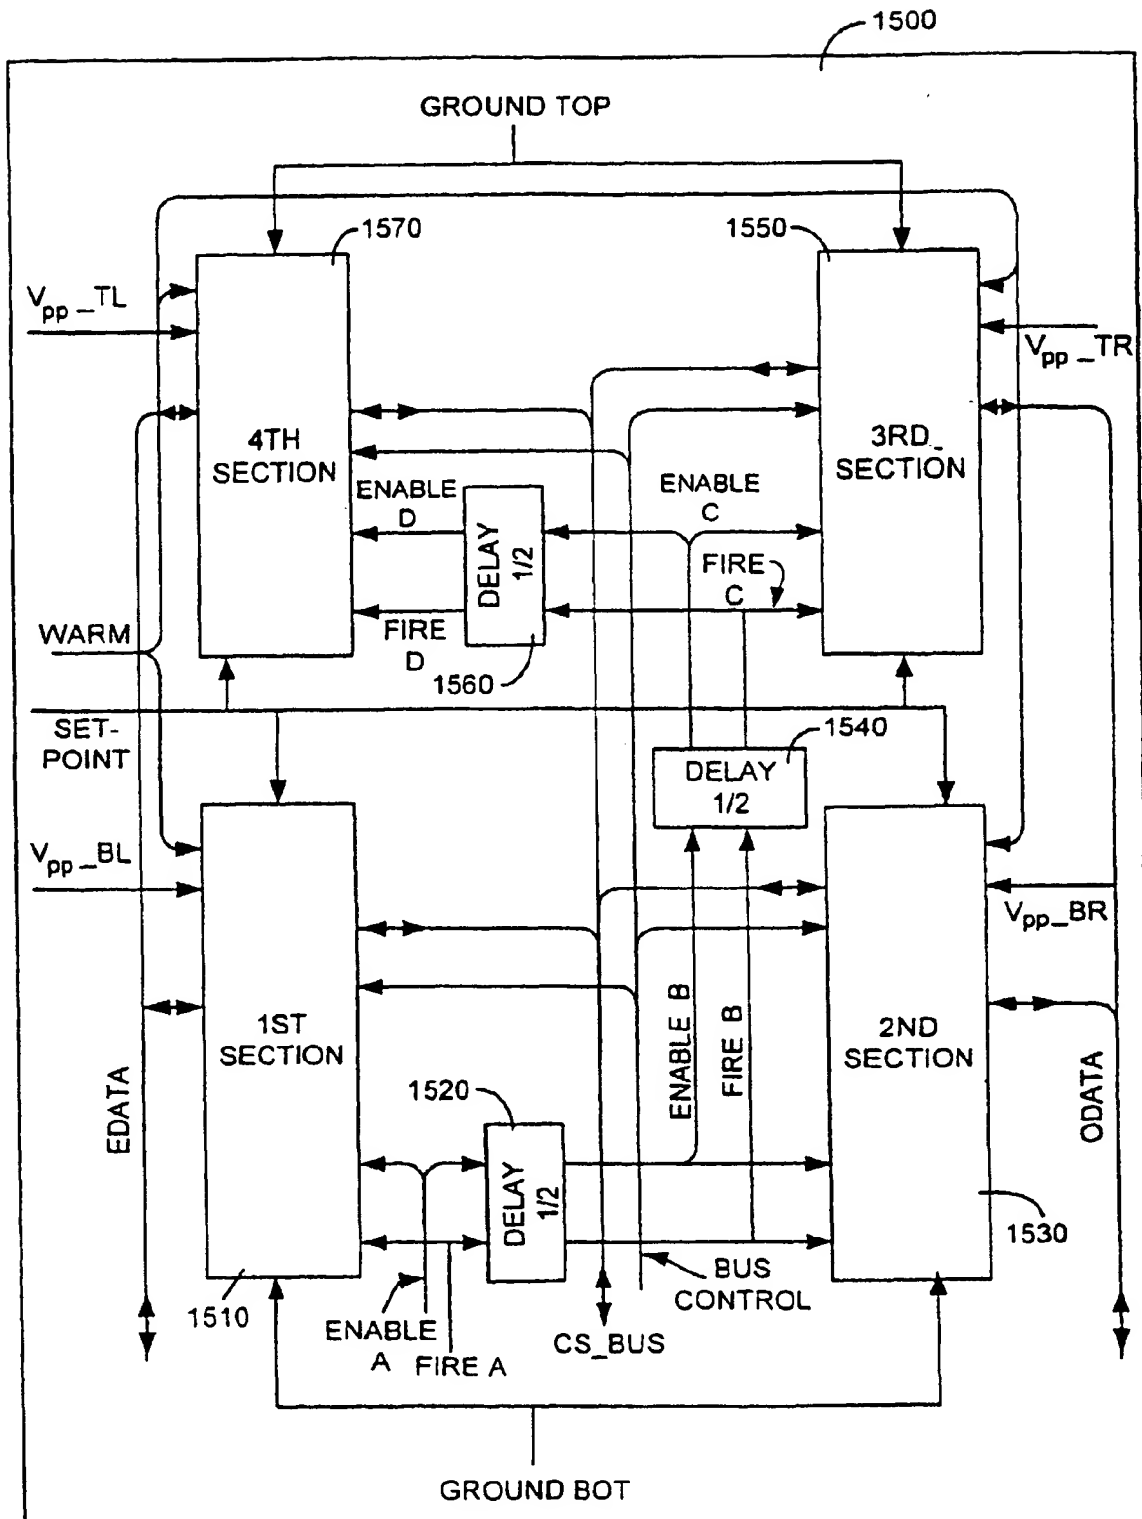 1500
GROUND TOP
1570
1550
Vpp_TL
Vpp_TR
4TH
SECTION
3RD_
SECTION
ENABLE
D
DELAY
1/2
ENABLE
C
FIRE
C
FIRE
D
1560
WARM
SET-
POINT
1540
DELAY
1/2
Vpp_BL
Vpp_BR
1ST
SECTION
2ND
SECTION
ENABLE B
FIRE B
EDATA
ODATA
1520
DELAY
1/2
1530
1510
BUS
CONTROL
ENABLE
A
FIRE A
CS_BUS
GROUND BOT